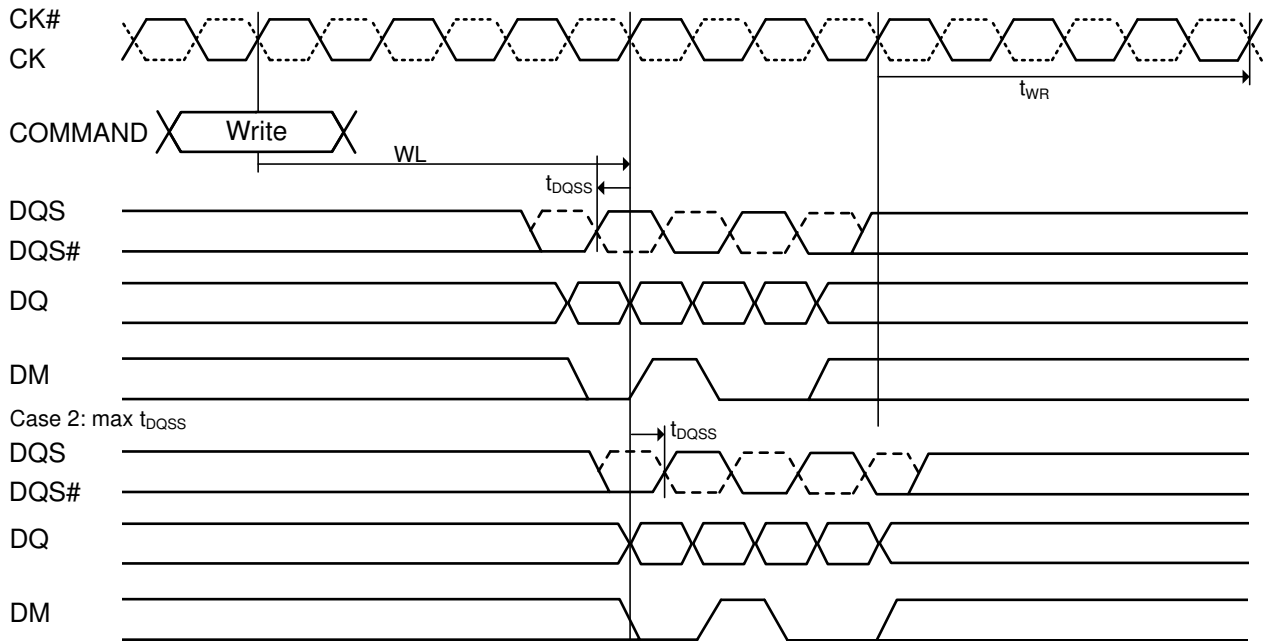 CK#
CK
tWR
COMMAND
Write
WL
tDQSS
DQS
DQS#
DQ
DM
Case 2: max tDQSS
tDQSS
DQS
DQS#
DQ
DM